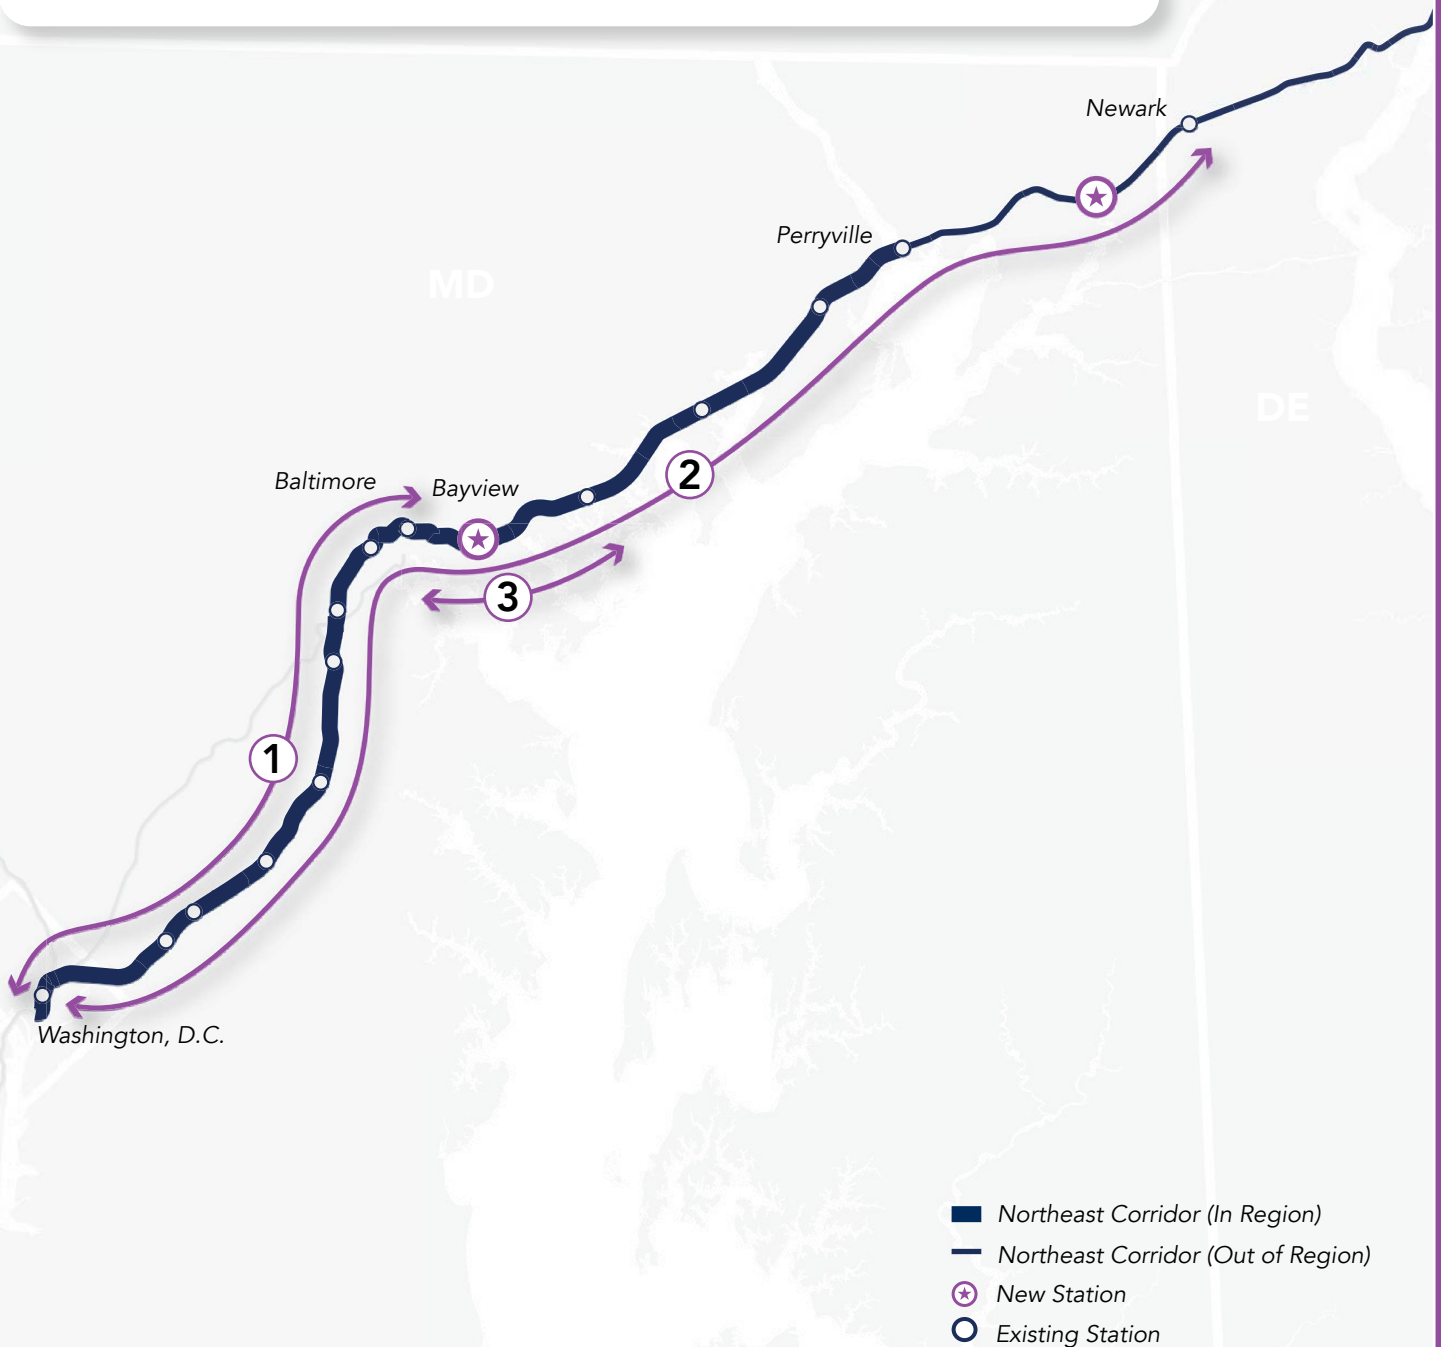 Newark
Perryville
MD
DE
2
Baltimore
Bayview
3
1
Washington, D.C.
Northeast Corridor (In Region)
Northeast Corridor (Out of Region)
New Station
Existing Station